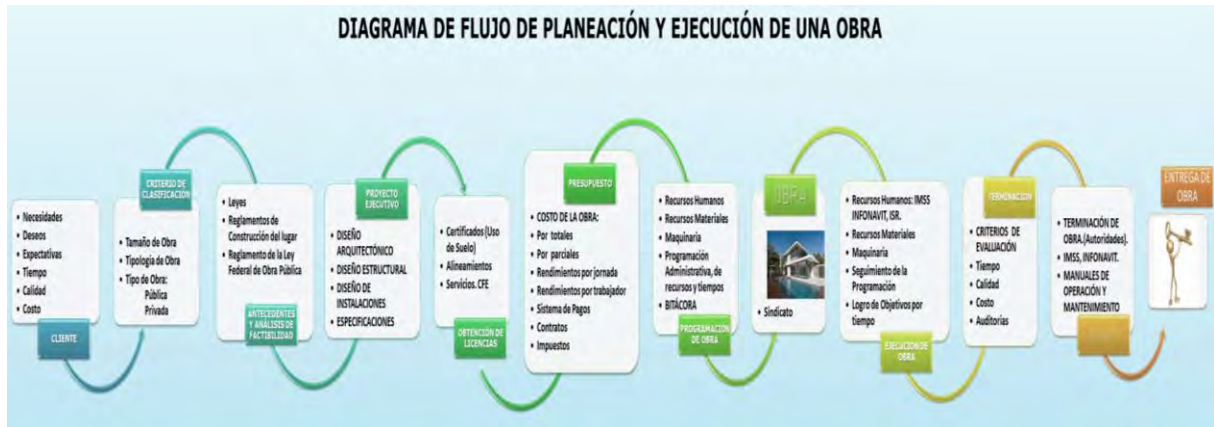 DIAGRAMA DE FLUJO DE PLANEACIÓN Y EJECUCIÓN DE UNA OBRA
• Necesidades
• Deseos
• Expectativas
• Tiempo
• Calidad
• Costo
CLIENTE
CRITERIO DE
CLASIFICACIÓN
• Tamaño de Obra
• Tipología de Obra
• Tipo de Obra:
Pública
Privada
• Leyes
• Reglamentos de
Construcción del lugar
• Reglamento de la Ley
Federal de Obra Pública
ANTECEDENTES
Y ANÁLISIS DE
FACTIBILIDAD
PROYECTO
EJECUTIVO
• DISEÑO
ARQUITECTÓNICO
• DISEÑO ESTRUCTURAL
• DISEÑO DE
INSTALACIONES
• ESPECIFICACIONES
• Certificados (Uso
de Suelo)
• Alineamientos
• Servicios. CFE
OBTENCIÓN DE
LICENCIAS
PRESUPUESTO
• COSTO DE LA OBRA:
• Por totales
• Por parciales
• Rendimientos por jornada
• Rendimientos por trabajador
• Sistema de Pagos
• Contratos
• Impuestos
• Recursos Humanos
• Recursos Materiales
• Maquinaria
• Programación
Administrativa, de
recursos y tiempos
• BITÁCORA
PROGRAMACIÓN
DE OBRA
OBRA
• Sindicato
• Recursos Humanos: IMSS
INFONAVIT, ISR.
• Recursos Materiales
• Maquinaria
• Seguimiento de la
Programación
• Logro de Objetivos por
tiempo
EJECUCIÓN DE
OBRA
TERMINACIÓN
• CRITERIOS DE
EVALUACIÓN
• Tiempo
• Calidad
• Costo
• Auditorias
• TERMINACIÓN DE
OBRA.(Autoridades).
• IMSS, INFONAVIT.
• MANUALES DE
OPERACIÓN Y
MANTENIMIENTO
ENTREGA DE
OBRA